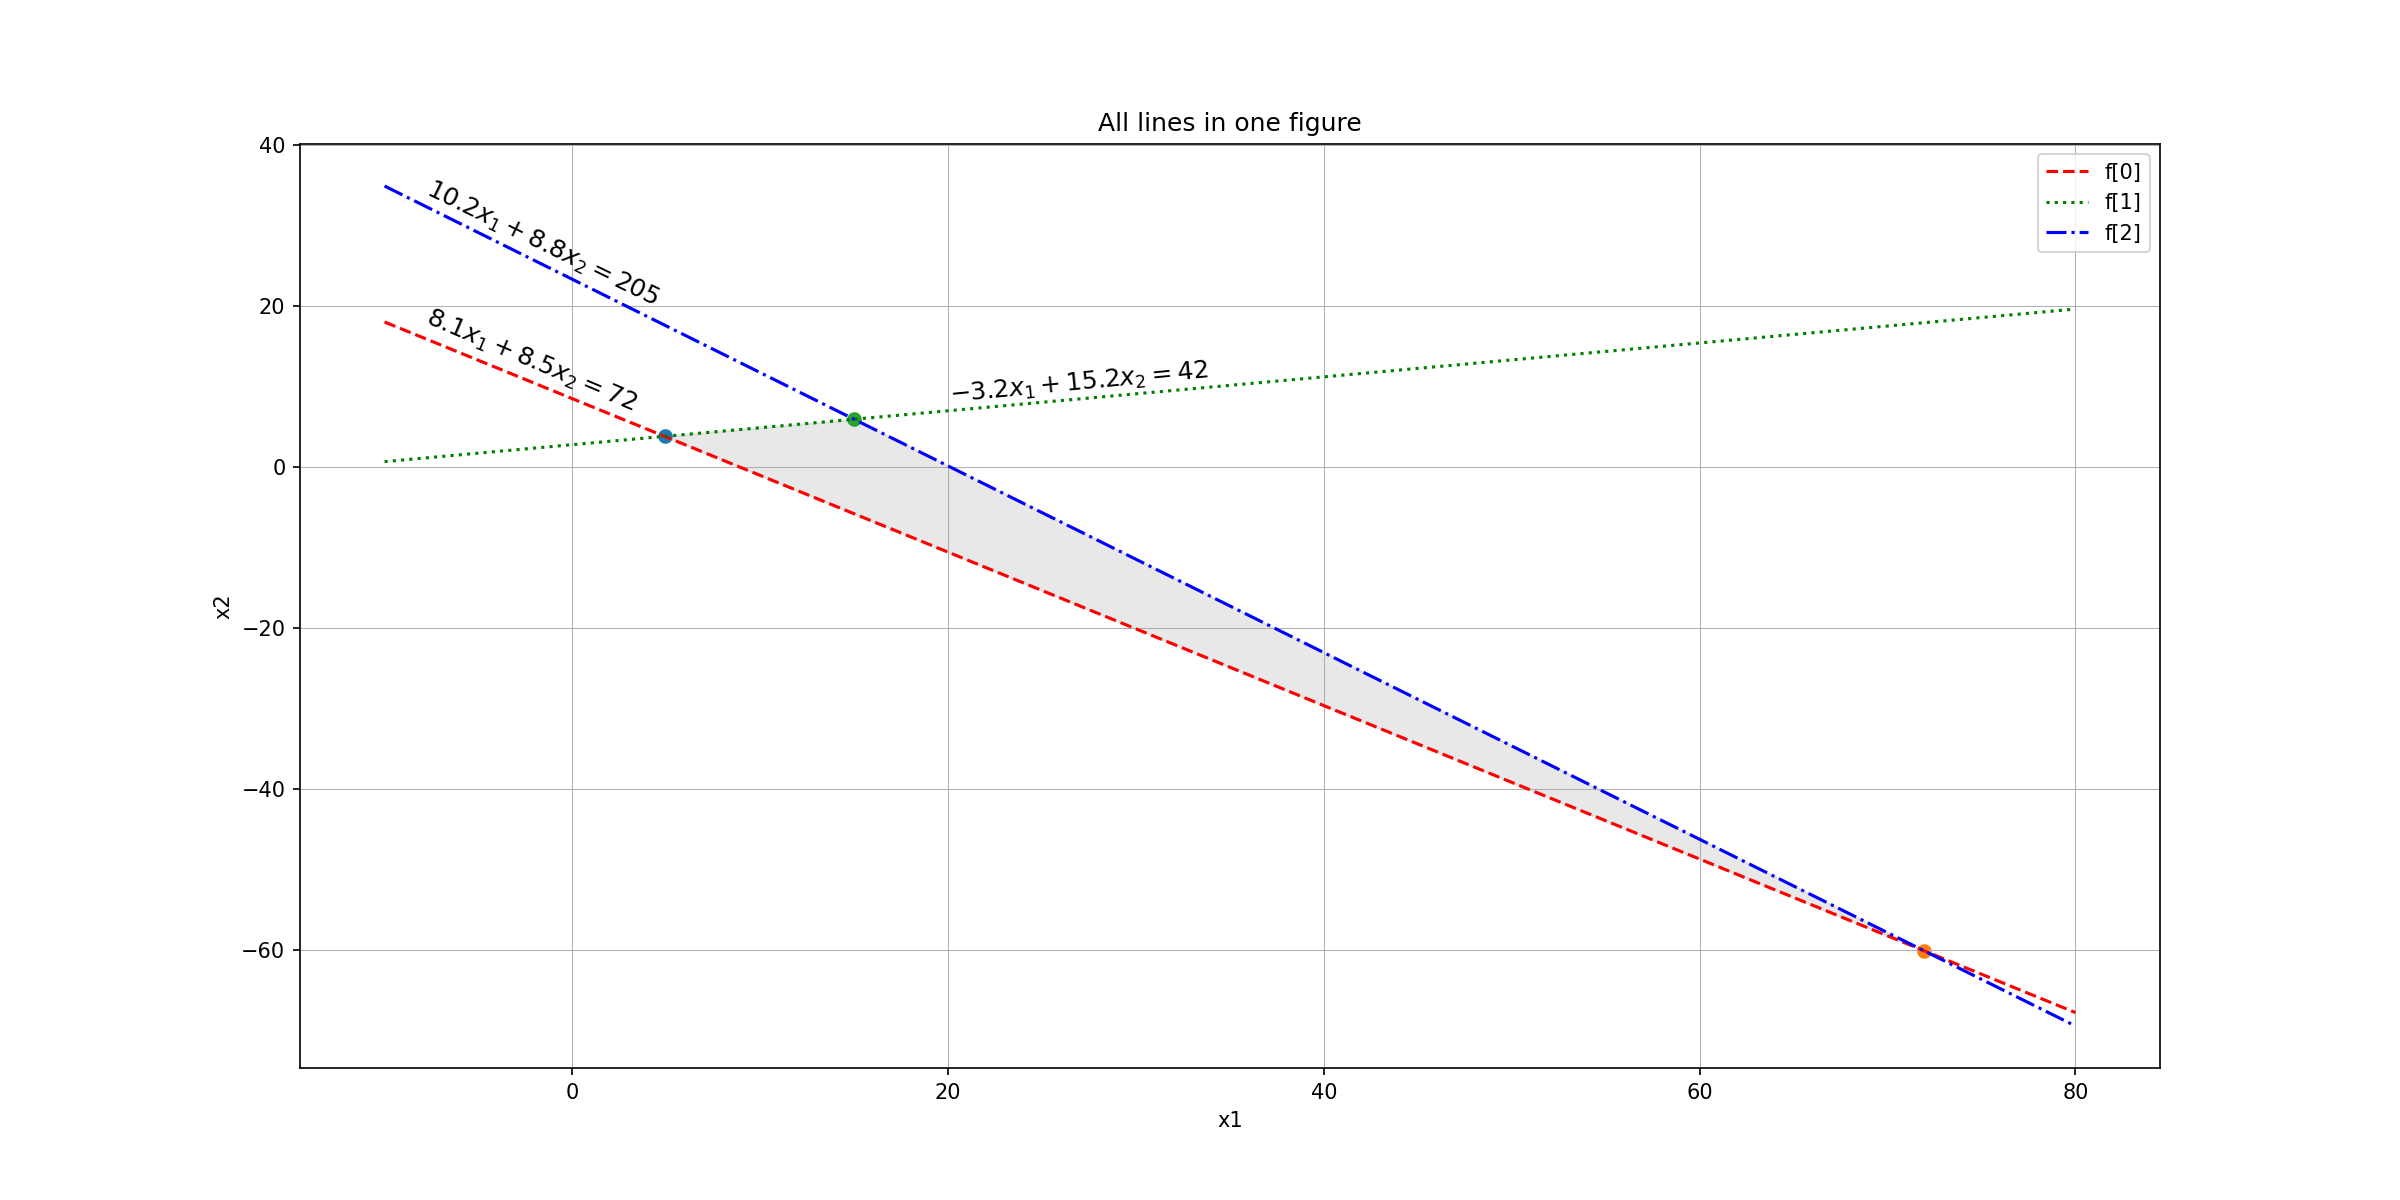 All lines in one figure
40
20
0
−20
−40
−60
x2
10.2x₁ + 8.8x₂ = 205
8.1x₁ + 8.5x₂ = 72
−3.2x₁ + 15.2x₂ = 42
f[0]
f[1]
f[2]
0 20 40 60 80
x1